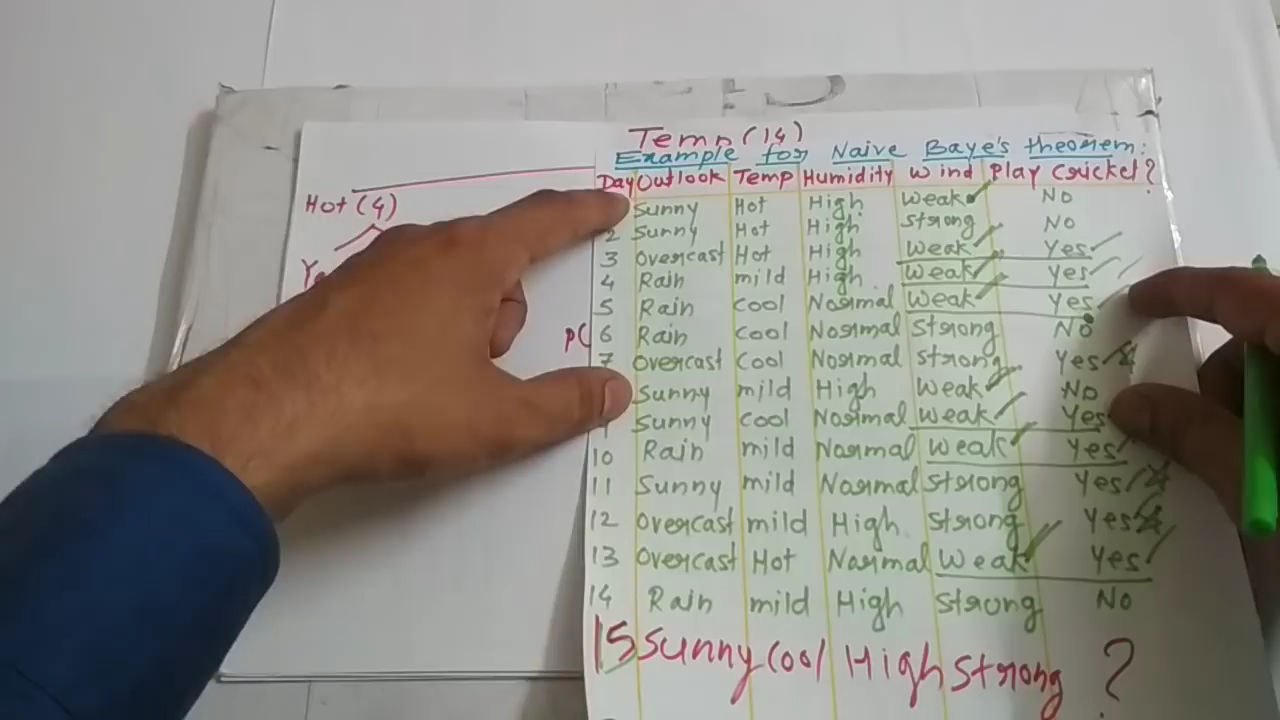 Temp(14)
Example for Naive Baye's theorem:
Day Outlook Temp Humidity Wind Play cricket?
Sunny Hot High Weak No
2 Sunny Hot High Strong No
3 Overcast Hot High Weak Yes
4 Rain mild High Weak Yes
5 Rain Cool Normal Weak Yes
6 Rain Cool Normal Strong No
7 Overcast Cool Normal Strong Yes
Sunny mild High Weak No
9 Sunny Cool Normal Weak Yes
10 Rain mild Normal Weak Yes
11 Sunny mild Normal Strong Yes
12 Overcast mild High Strong Yes
13 Overcast Hot Normal Weak Yes
14 Rain mild High Strong No
15 Sunny Cool High Strong ?
Hot (4)
P(